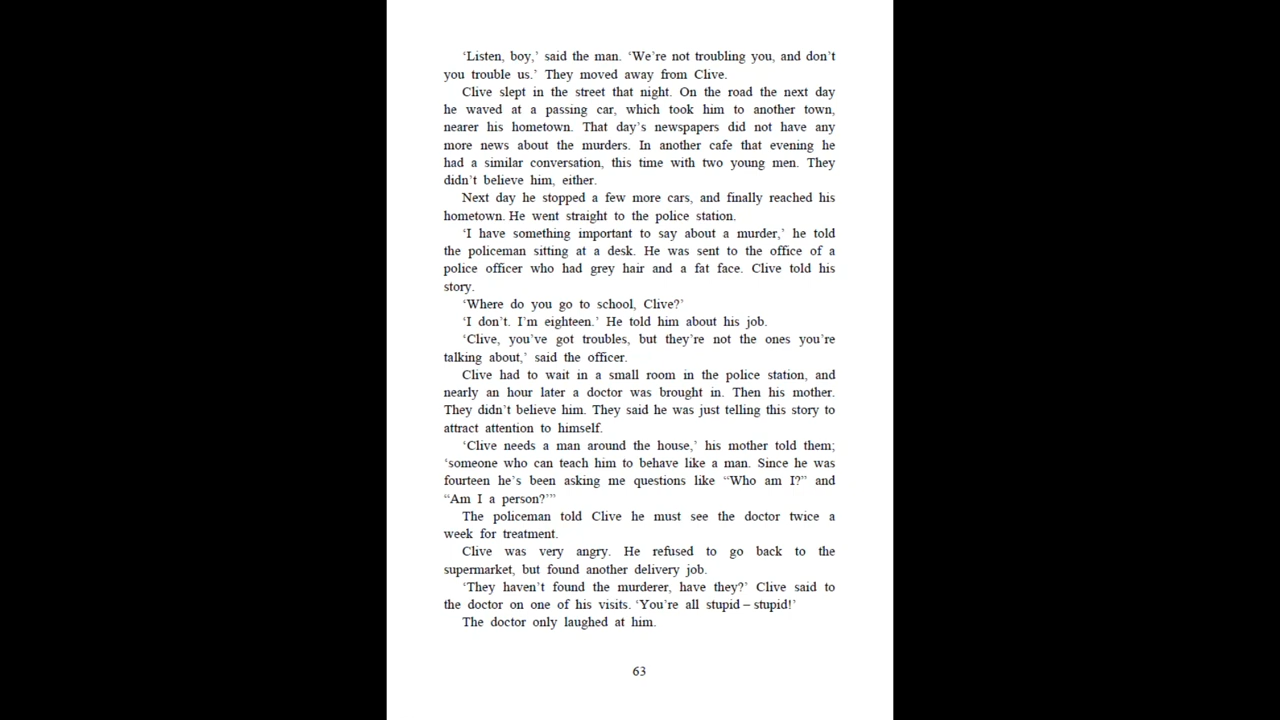 ‘Listen, boy,’ said the man. ‘We’re not troubling you, and don’t
you trouble us.’ They moved away from Clive.
Clive slept in the street that night. On the road the next day
he waved at a passing car, which took him to another town,
nearer his hometown. That day’s newspapers did not have any
more news about the murders. In another cafe that evening he
had a similar conversation, this time with two young men. They
didn’t believe him, either.
Next day he stopped a few more cars, and finally reached his
hometown. He went straight to the police station.
‘I have something important to say about a murder,’ he told
the policeman sitting at a desk. He was sent to the office of a
police officer who had grey hair and a fat face. Clive told his
story.
‘Where do you go to school, Clive?’
‘I don’t. I’m eighteen.’ He told him about his job.
‘Clive, you’ve got troubles, but they’re not the ones you’re
talking about,’ said the officer.
Clive had to wait in a small room in the police station, and
nearly an hour later a doctor was brought in. Then his mother.
They didn’t believe him. They said he was just telling this story to
attract attention to himself.
‘Clive needs a man around the house,’ his mother told them;
‘someone who can teach him to behave like a man. Since he was
fourteen he’s been asking me questions like “Who am I?” and
“Am I a person?’”
The policeman told Clive he must see the doctor twice a
week for treatment.
Clive was very angry. He refused to go back to the
supermarket, but found another delivery job.
‘They haven’t found the murderer, have they?’ Clive said to
the doctor on one of his visits. ‘You’re all stupid – stupid!’
The doctor only laughed at him.
63